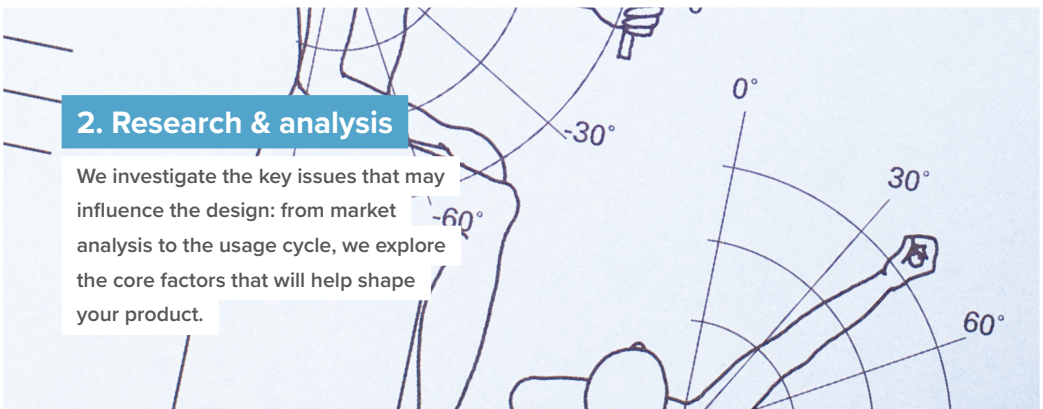 2. Research & analysis
We investigate the key issues that may
influence the design: from market
analysis to the usage cycle, we explore
the core factors that will help shape
your product.
-30°
-60°
0°
30°
60°